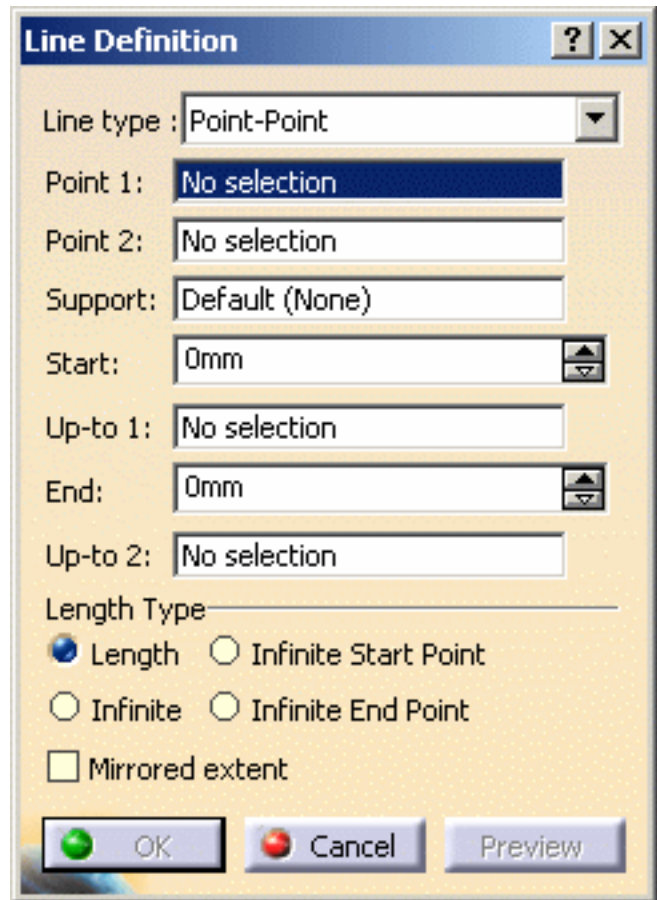 Line Definition ? X
Line type : Point-Point
Point 1: No selection
Point 2: No selection
Support: Default (None)
Start: 0mm
Up-to 1: No selection
End: 0mm
Up-to 2: No selection
Length Type
Length Infinite Start Point
Infinite Infinite End Point
Mirrored extent
OK Cancel Preview